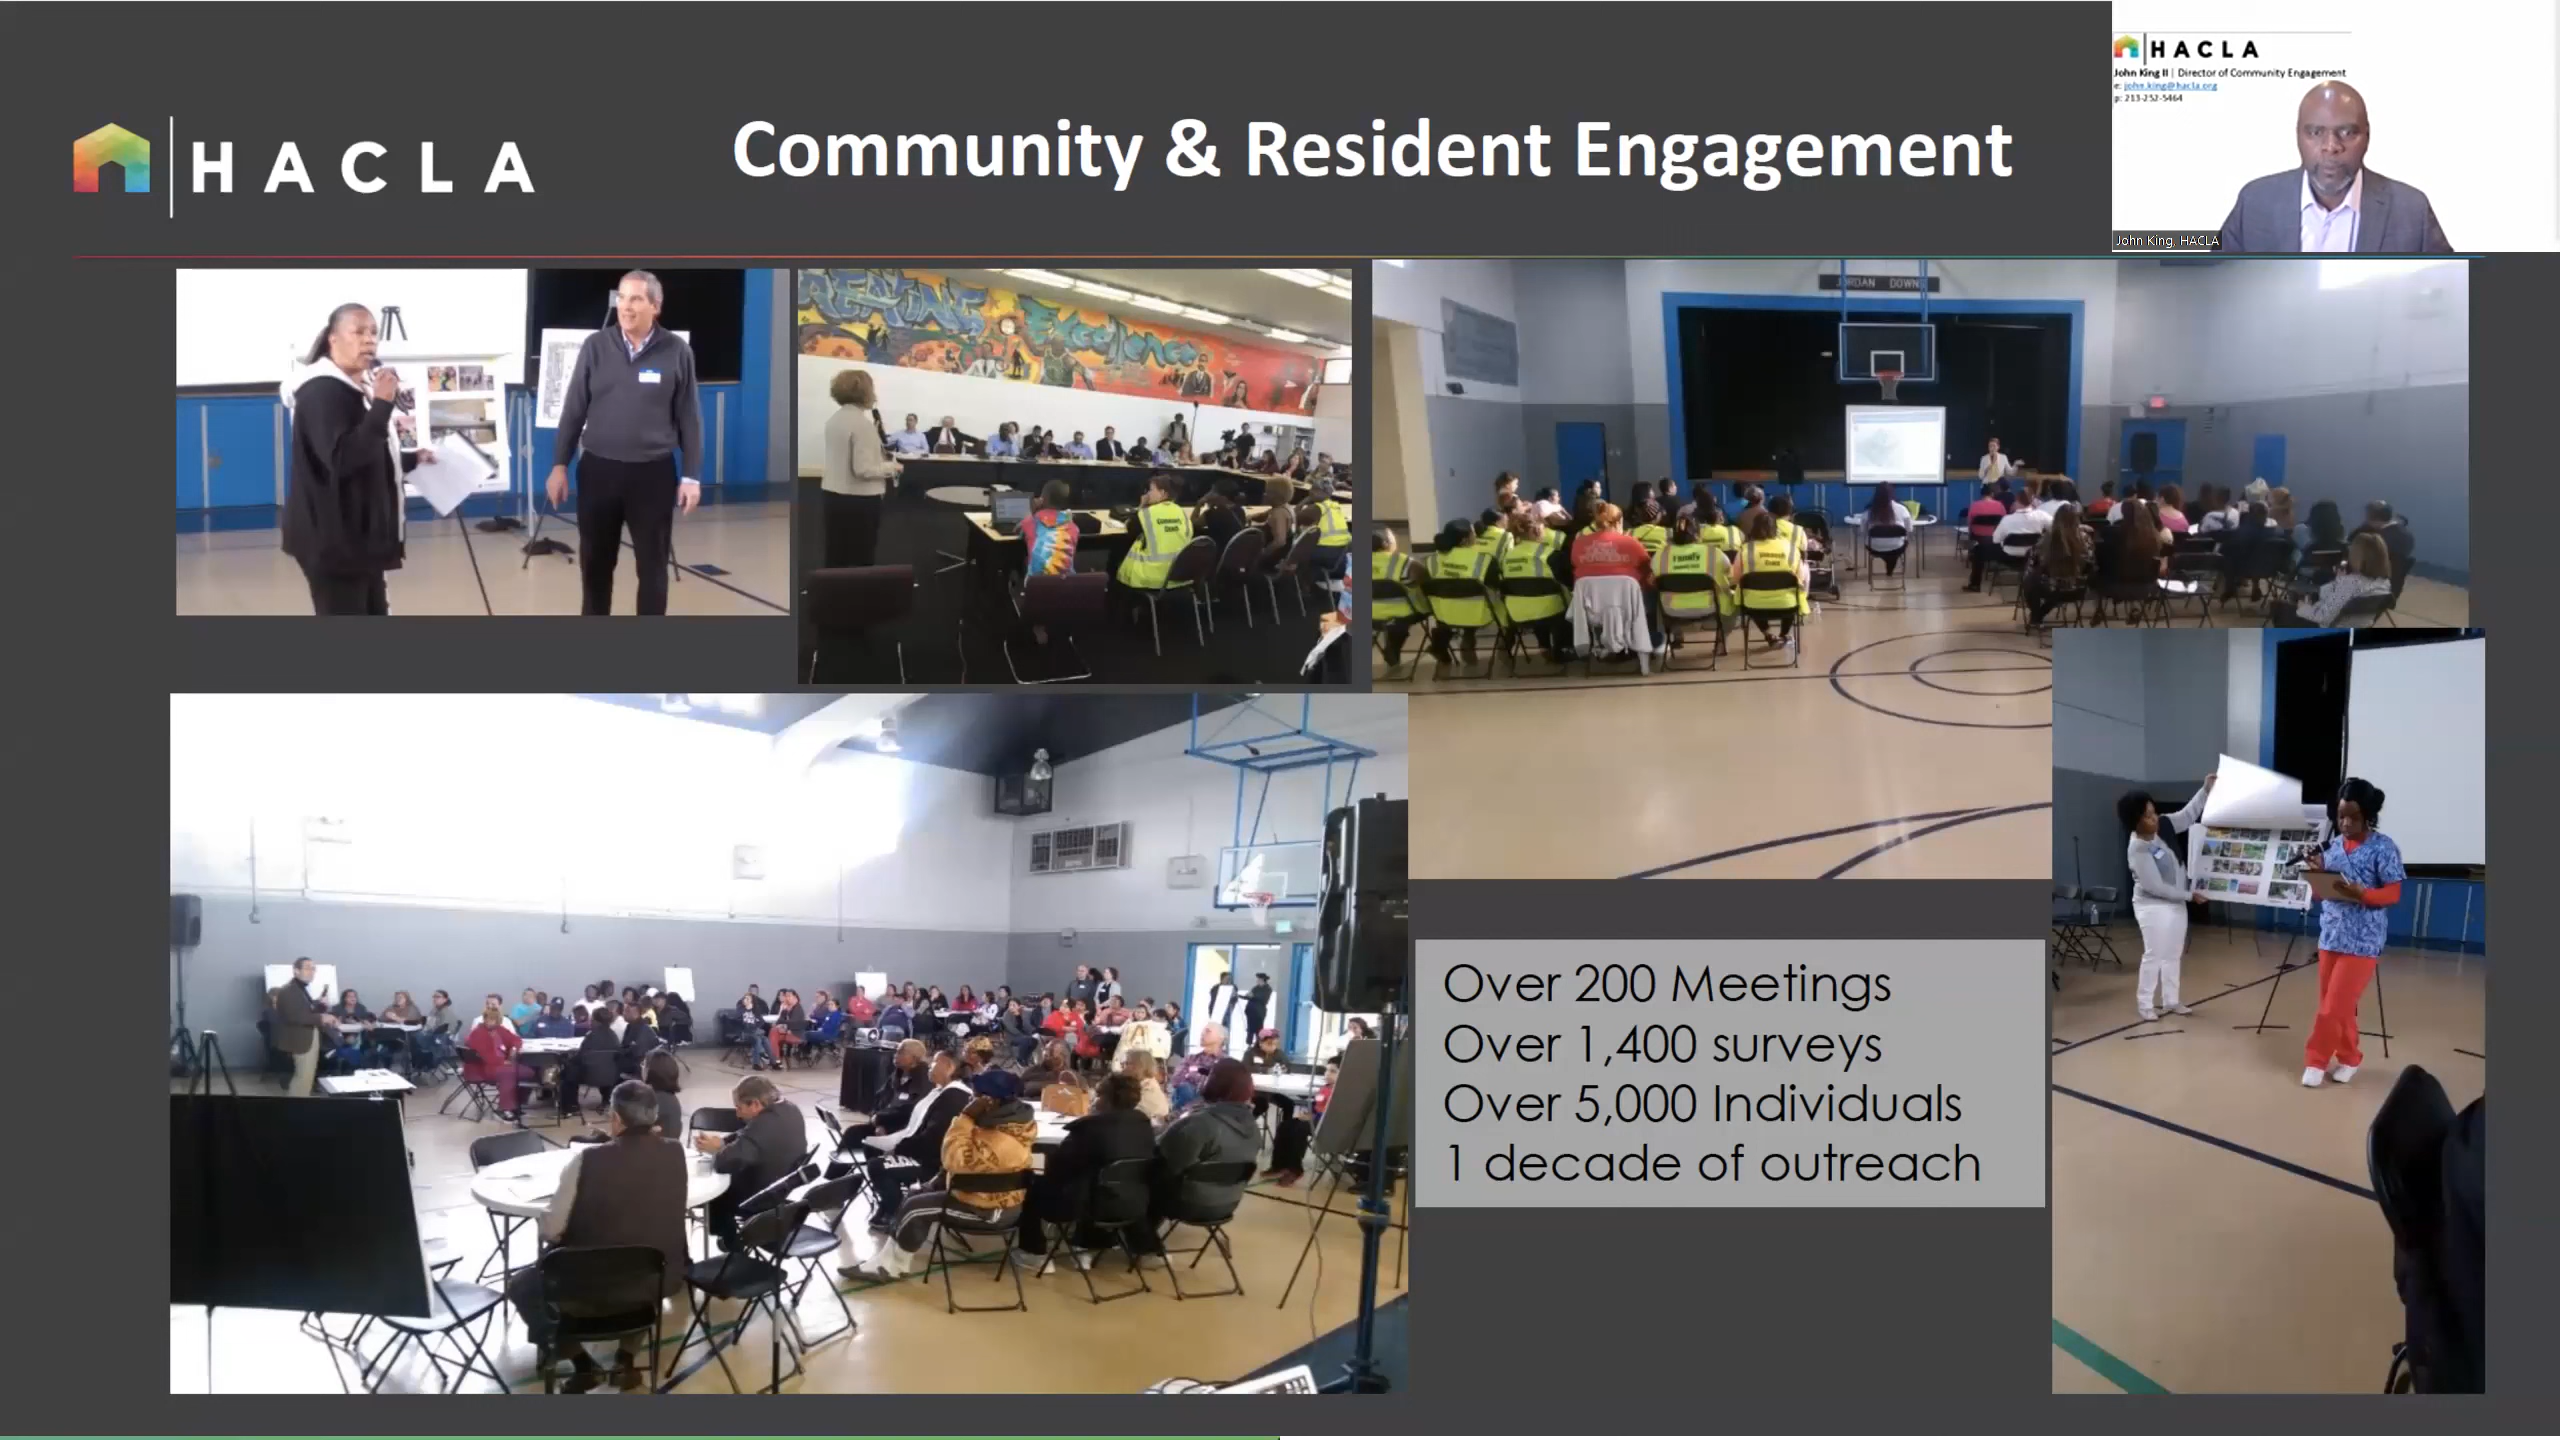 HACLA
Community & Resident Engagement
HACLA
John King II | Director of Community Engagement
e: john.king@hacla.org
p: 213-252-5464
John King, HACLA
Excellence
JORDAN DOWNS
Over 200 Meetings
Over 1,400 surveys
Over 5,000 Individuals
1 decade of outreach